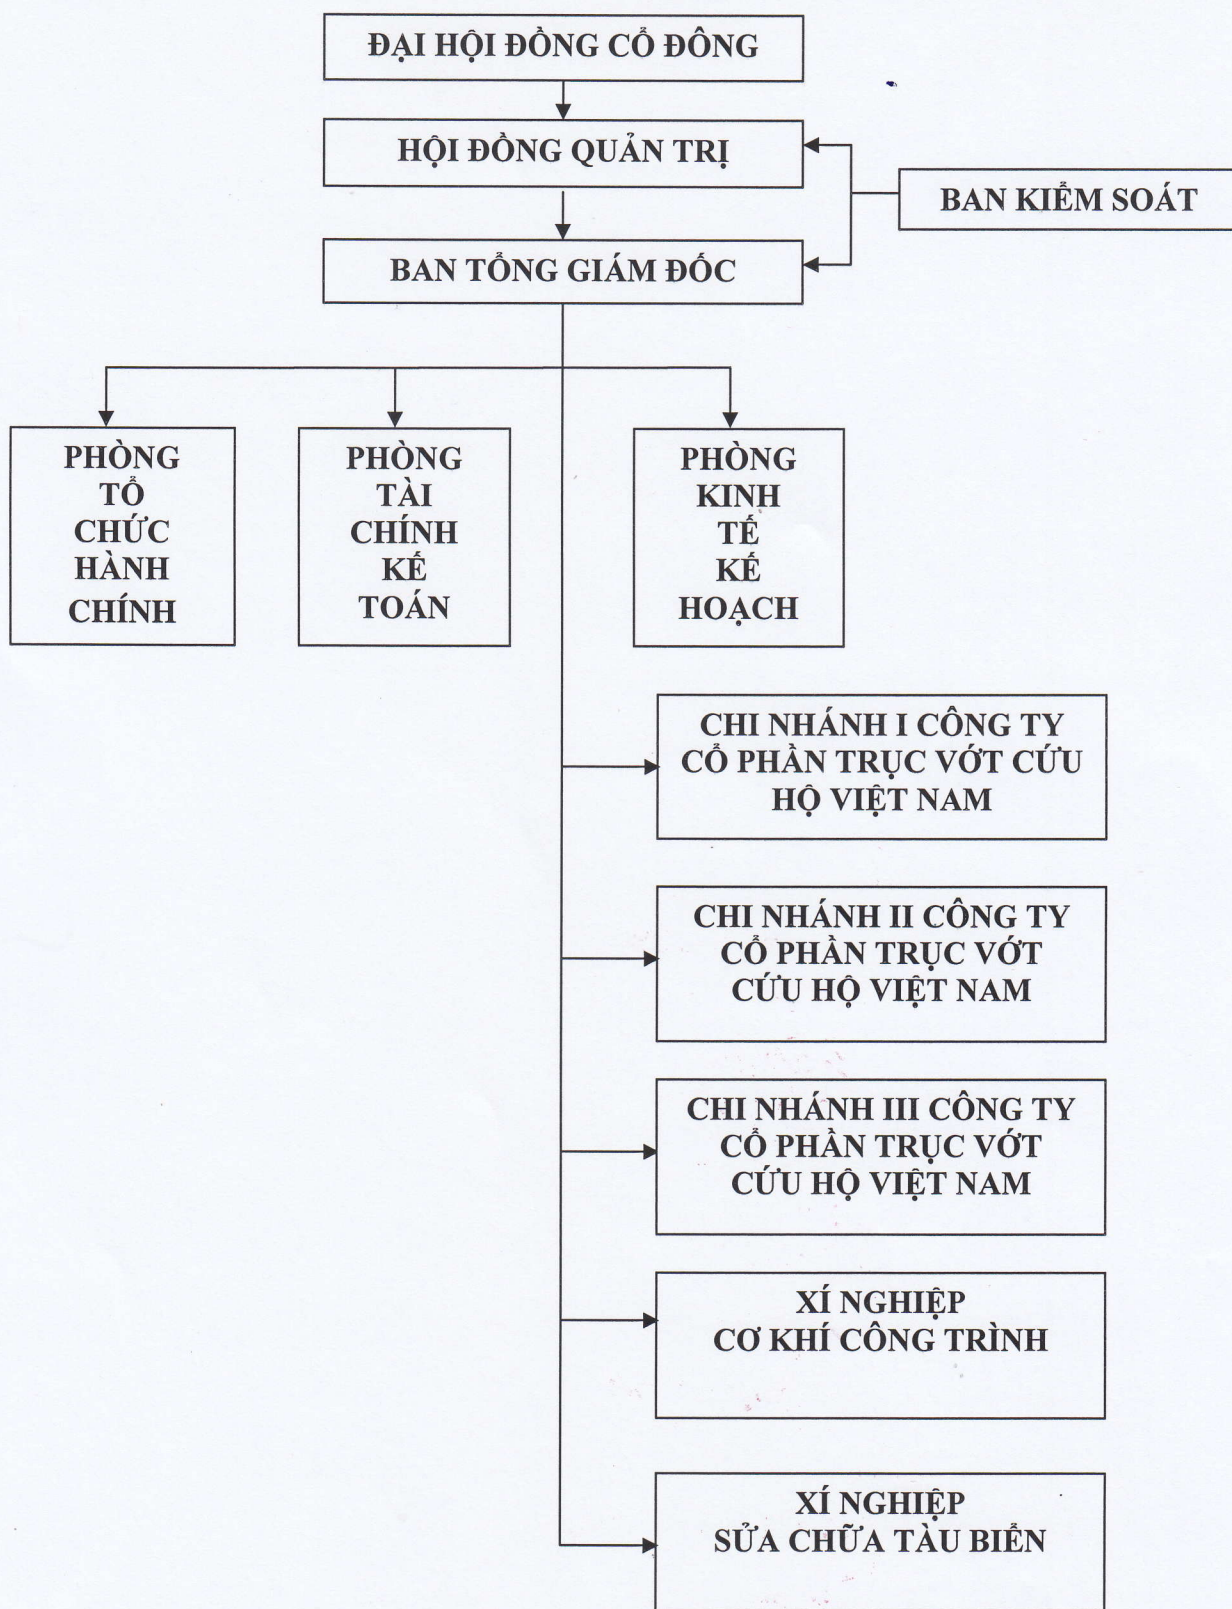 ĐẠI HỘI ĐỒNG CỔ ĐÔNG
HỘI ĐỒNG QUẢN TRỊ
BAN KIỂM SOÁT
BAN TỔNG GIÁM ĐỐC
PHÒNG
TỔ
CHỨC
HÀNH
CHÍNH
PHÒNG
TÀI
CHÍNH
KẾ
TOÁN
PHÒNG
KINH
TẾ
KẾ
HOẠCH
CHI NHÁNH I CÔNG TY
CỔ PHẦN TRỤC VỚT CỨU
HỘ VIỆT NAM
CHI NHÁNH II CÔNG TY
CỔ PHẦN TRỤC VỚT
CỨU HỘ VIỆT NAM
CHI NHÁNH III CÔNG TY
CỔ PHẦN TRỤC VỚT
CỨU HỘ VIỆT NAM
XÍ NGHIỆP
CƠ KHÍ CÔNG TRÌNH
XÍ NGHIỆP
SỬA CHỮA TÀU BIỂN